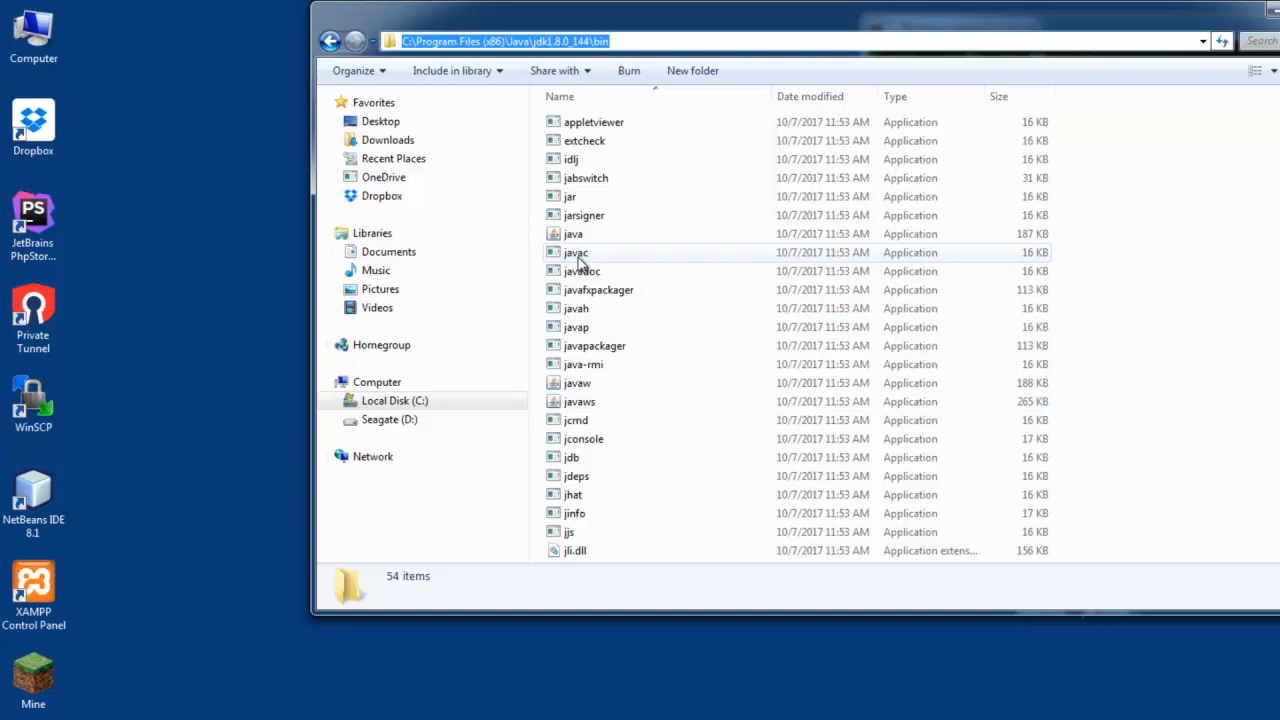 Computer
Dropbox
JetBrains
PhpStor...
Private
Tunnel
WinSCP
NetBeans IDE
8.1
XAMPP
Control Panel
Mine
C:\Program Files (x86)\Java\jdk1.8.0_144\bin
Search
Organize Include in library Share with Burn New folder
Favorites
Desktop
Downloads
Recent Places
OneDrive
Dropbox
Libraries
Documents
Music
Pictures
Videos
Homegroup
Computer
Local Disk (C:)
Seagate (D:)
Network
Name Date modified Type Size
appletviewer 10/7/2017 11:53 AM Application 16 KB
extcheck 10/7/2017 11:53 AM Application 16 KB
idlj 10/7/2017 11:53 AM Application 16 KB
jabswitch 10/7/2017 11:53 AM Application 31 KB
jar 10/7/2017 11:53 AM Application 16 KB
jarsigner 10/7/2017 11:53 AM Application 16 KB
java 10/7/2017 11:53 AM Application 187 KB
javac 10/7/2017 11:53 AM Application 16 KB
javadoc 10/7/2017 11:53 AM Application 16 KB
javafxpackager 10/7/2017 11:53 AM Application 113 KB
javah 10/7/2017 11:53 AM Application 16 KB
javap 10/7/2017 11:53 AM Application 16 KB
javapackager 10/7/2017 11:53 AM Application 113 KB
java-rmi 10/7/2017 11:53 AM Application 16 KB
javaw 10/7/2017 11:53 AM Application 188 KB
javaws 10/7/2017 11:53 AM Application 265 KB
jcmd 10/7/2017 11:53 AM Application 16 KB
jconsole 10/7/2017 11:53 AM Application 17 KB
jdb 10/7/2017 11:53 AM Application 16 KB
jdeps 10/7/2017 11:53 AM Application 16 KB
jhat 10/7/2017 11:53 AM Application 16 KB
jinfo 10/7/2017 11:53 AM Application 17 KB
jjs 10/7/2017 11:53 AM Application 16 KB
jli.dll 10/7/2017 11:53 AM Application extens... 156 KB
54 items